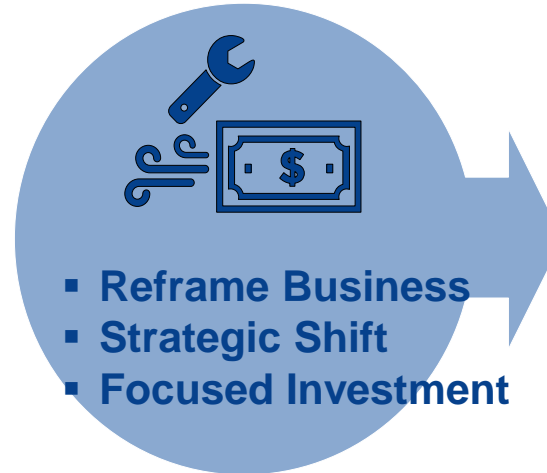 $
▪ Reframe Business
▪ Strategic Shift
▪ Focused Investment